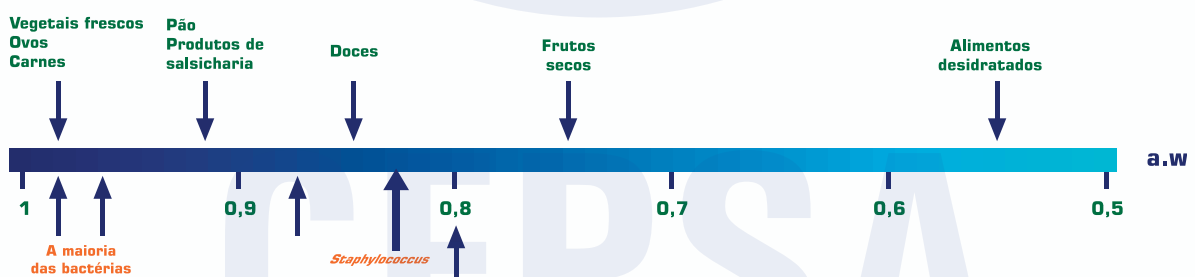 Vegetais frescos
Ovos
Carnes
Pão
Produtos de
salsicharia
Doces
Frutos
secos
Alimentos
desidratados
a.w
1
0,9
0,8
0,7
0,6
0,5
A maioria
das bactérias
Staphylococcus
CEPSA